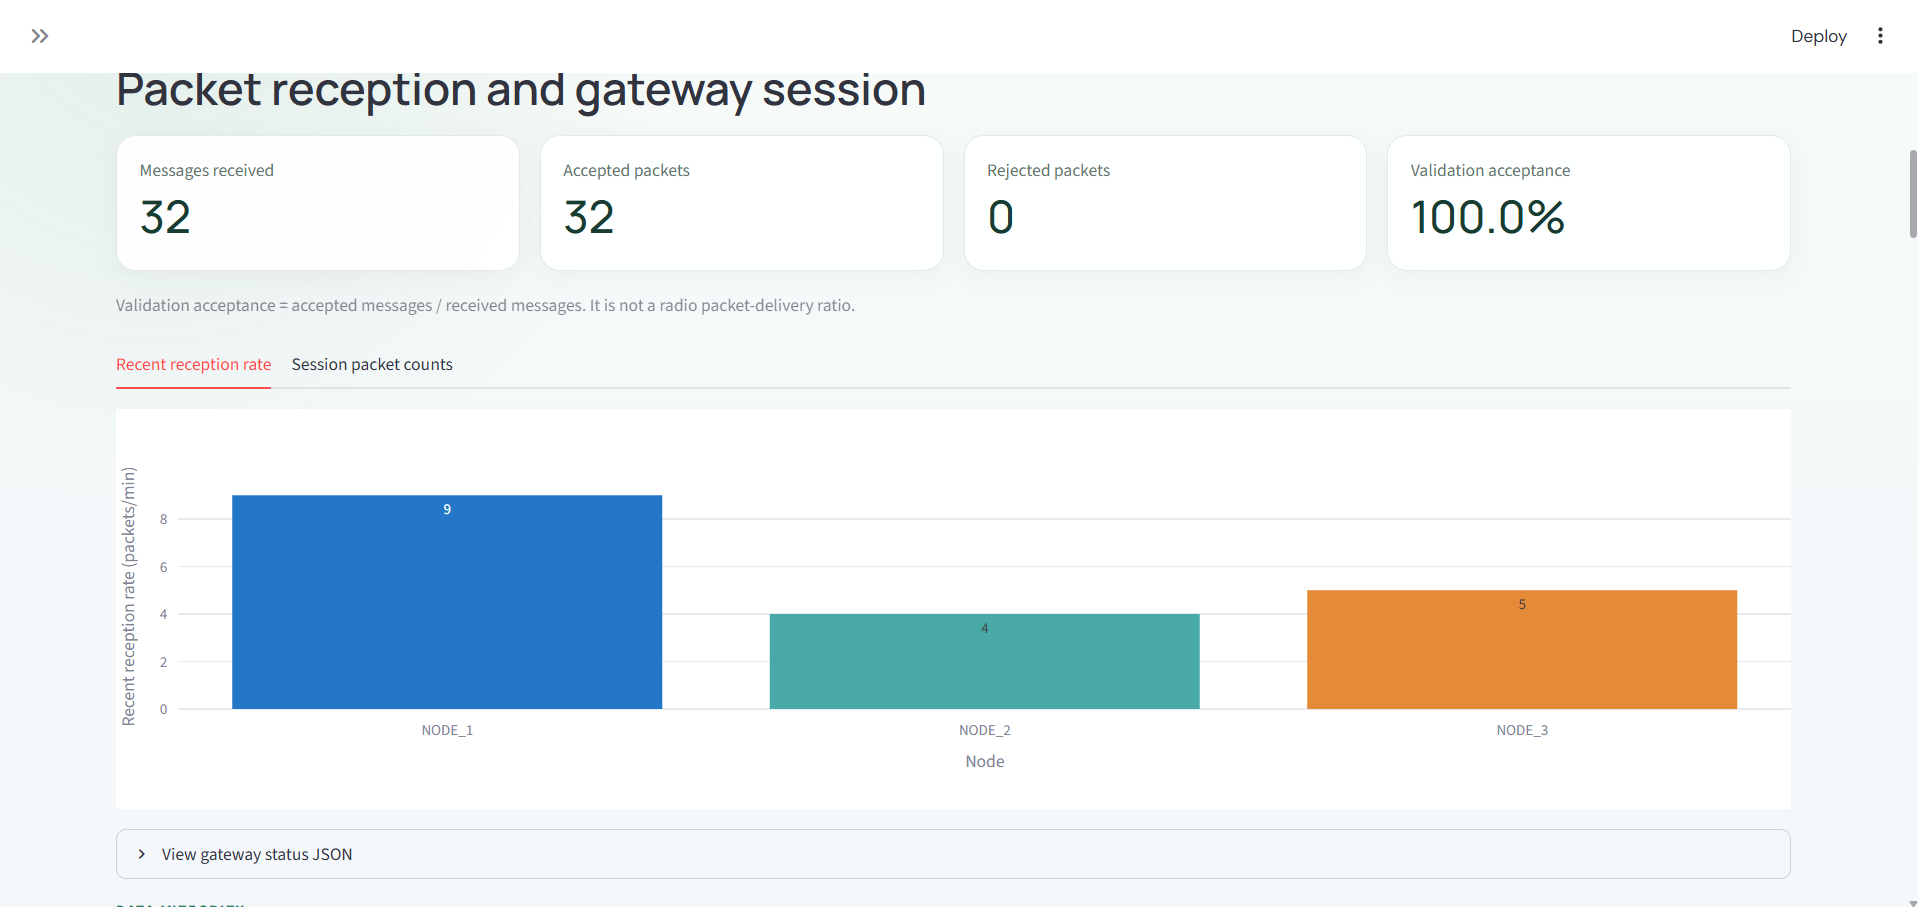 Deploy
Packet reception and gateway session
Messages received
32
Accepted packets
32
Rejected packets
0
Validation acceptance
100.0%
Validation acceptance = accepted messages / received messages. It is not a radio packet-delivery ratio.
Recent reception rate
Session packet counts
Recent reception rate (packets/min)
8
6
4
2
0
9
4
5
NODE_1
NODE_2
NODE_3
Node
View gateway status JSON